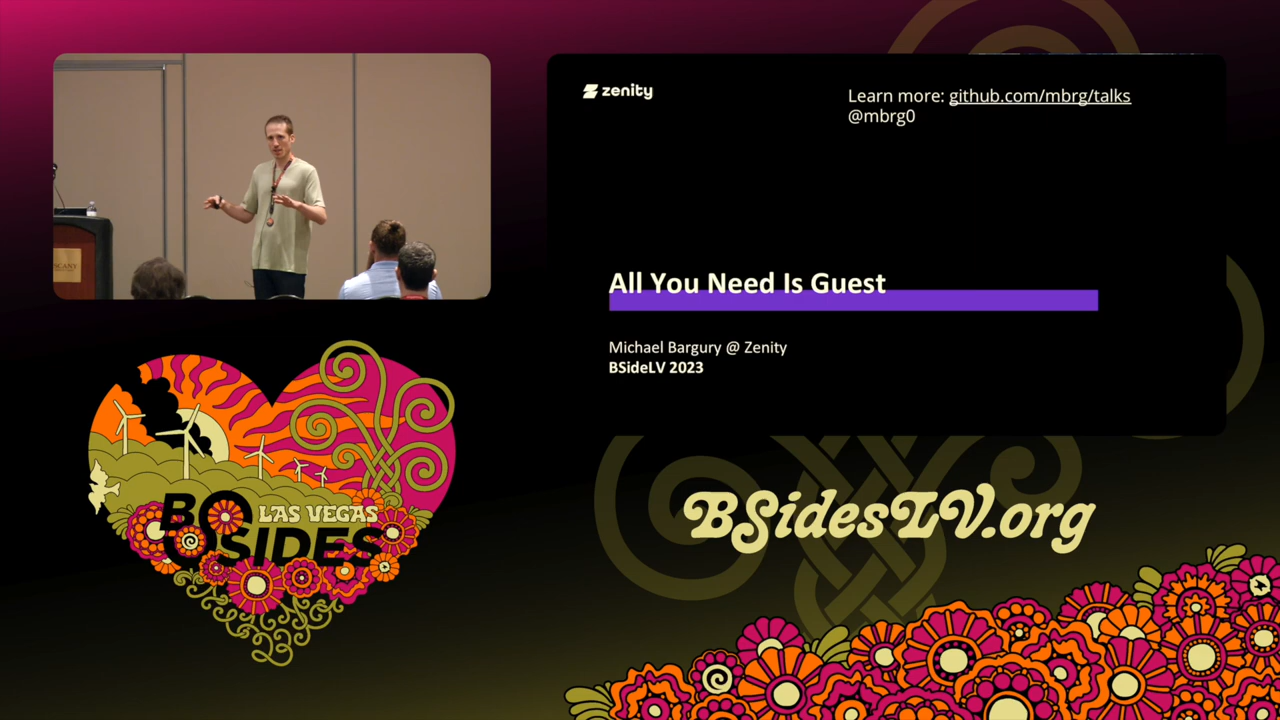 zenity
Learn more: github.com/mbrg/talks
@mbrg0
All You Need Is Guest
Michael Bargury @ Zenity
BSideLV 2023
LAS VEGAS
BSIDES
BSidesLV.org